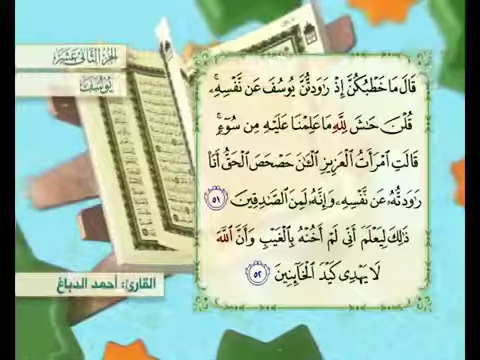 الجزء الثاني عشر
يوسف
قَالَ مَا خَطْبُكُنَّ إِذْ رَٰوَدتُّنَّ يُوسُفَ عَن نَّفْسِهِۦ ۚ
قُلْنَ حَٰشَ لِلَّهِ مَا عَلِمْنَا عَلَيْهِ مِن سُوٓءٍ ۚ
قَالَتِ ٱمْرَأَتُ ٱلْعَزِيزِ ٱلْـَٰٔنَ حَصْحَصَ ٱلْحَقُّ أَنَا۠
رَٰوَدتُّهُۥ عَن نَّفْسِهِۦ وَإِنَّهُۥ لَمِنَ ٱلصَّٰدِقِينَ ٥١
ذَٰلِكَ لِيَعْلَمَ أَنِّى لَمْ أَخُنْهُ بِٱلْغَيْبِ وَأَنَّ ٱللَّهَ
لَا يَهْدِى كَيْدَ ٱلْخَآئِنِينَ ٥٢
القارئ: أحمد الدباغ